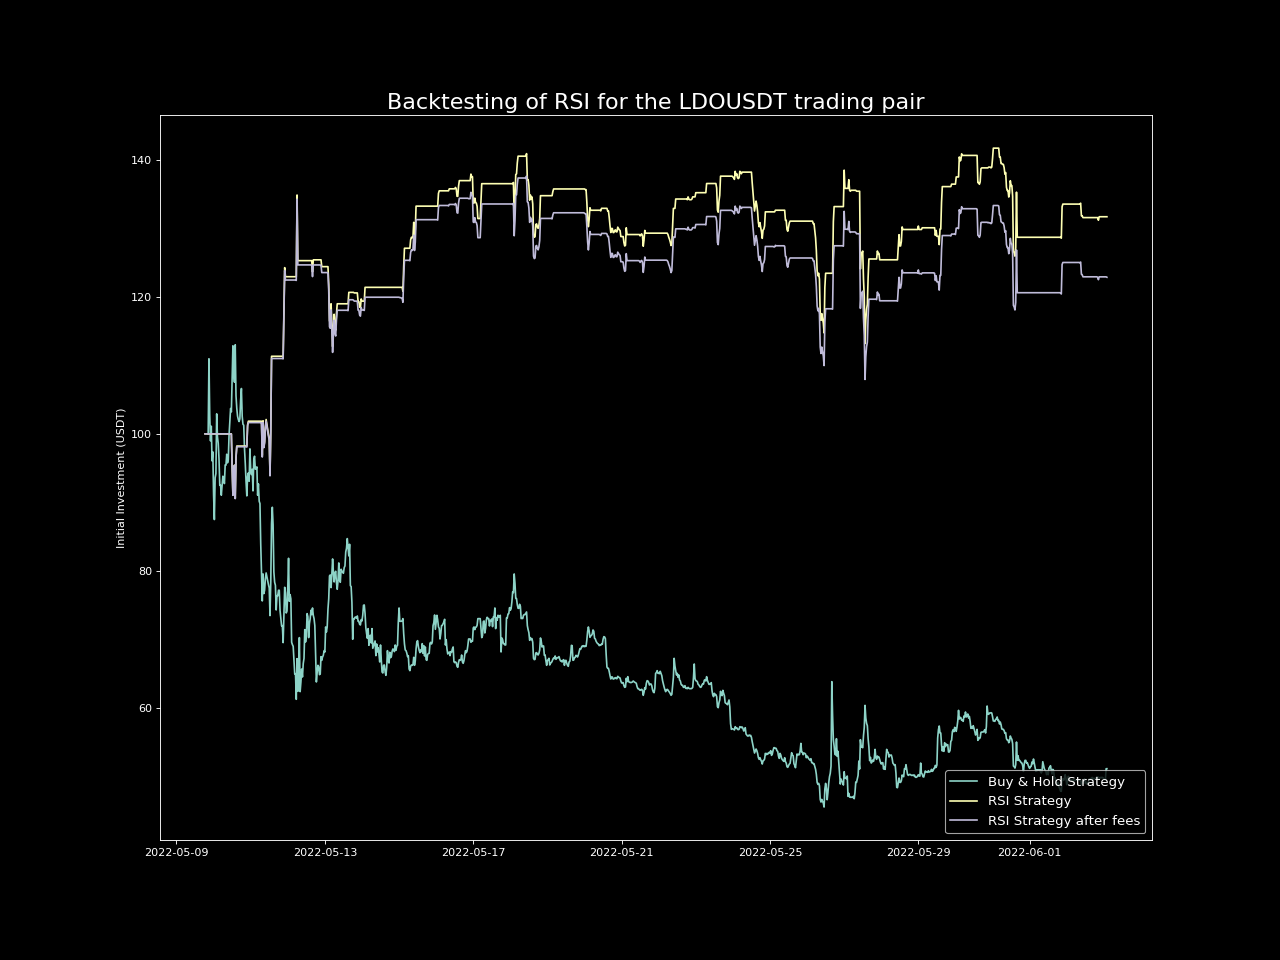 Backtesting of RSI for the LDOUSDT trading pair
Initial Investment (USDT)
140
120
100
80
60
2022-05-09 2022-05-13 2022-05-17 2022-05-21 2022-05-25 2022-05-29 2022-06-01
Buy & Hold Strategy
RSI Strategy
RSI Strategy after fees